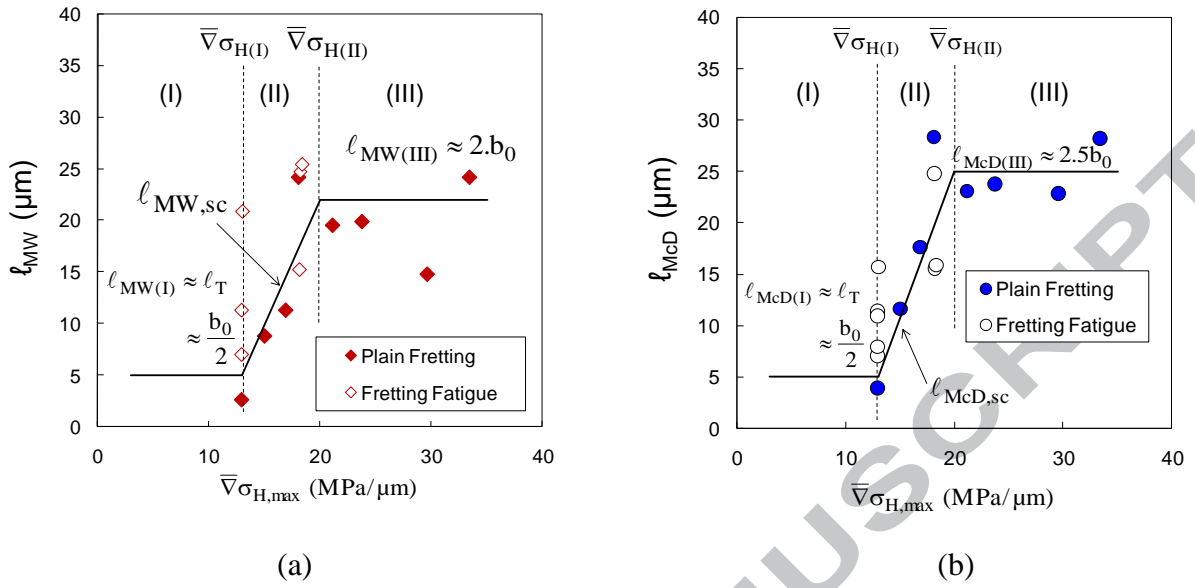 40
35
30
25
20
15
10
5
0
ℓMW (µm)
∇̅σH(I)
∇̅σH(II)
(I)
(II)
(III)
ℓMW(III) ≈ 2.b0
ℓMW,sc
ℓMW(I) ≈ ℓT
≈ b0/2
Plain Fretting
Fretting Fatigue
0 10 20 30 40
∇̅σH,max (MPa/µm)
(a)
40
35
30
25
20
15
10
5
0
ℓMcD (µm)
∇̅σH(I)
∇̅σH(II)
(I)
(II)
(III)
ℓMcD(III) ≈ 2.5b0
ℓMcD(I) ≈ ℓT
≈ b0/2
Plain Fretting
Fretting Fatigue
ℓMcD,sc
0 10 20 30 40
∇̅σH,max (MPa/µm)
(b)
USCRIPT